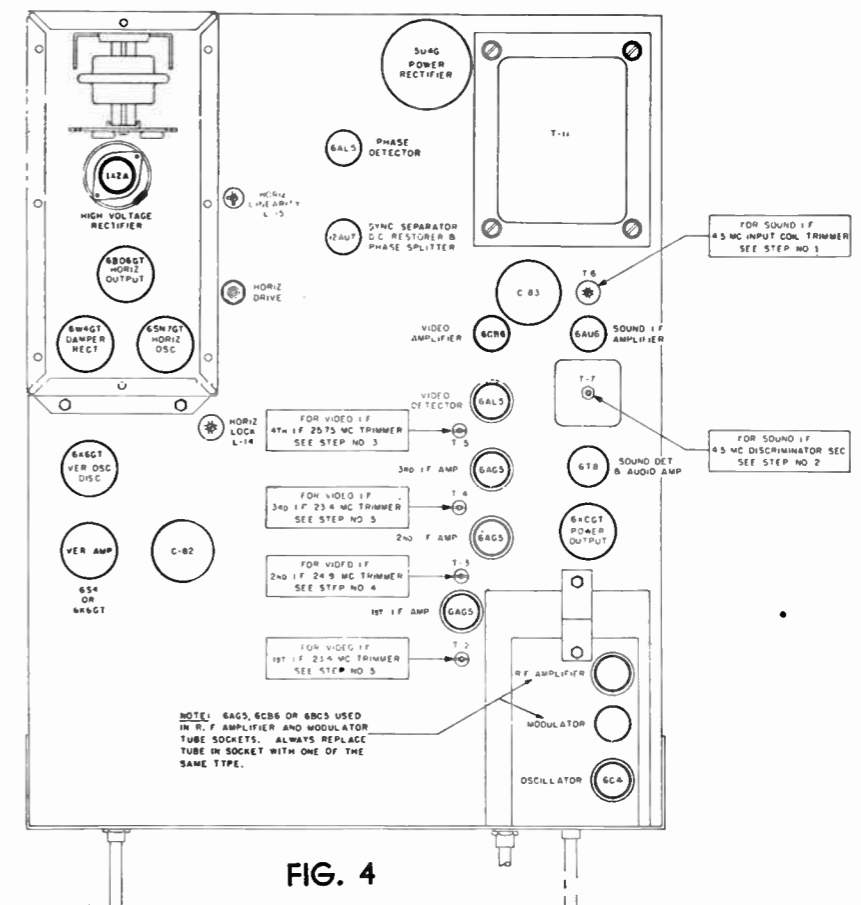 5U4G
POWER
RECTIFIER
T-11
6AL5
PHASE
DETECTOR
1X2A
HIGH VOLTAGE
RECTIFIER
HORIZ
LINEARITY
L-15
12AU7
SYNC SEPARATOR
D.C. RESTORER &
PHASE SPLITTER
FOR SOUND I F
4.5 MC INPUT COIL TRIMMER
SEE STEP NO 1
6BQ6GT
HORIZ
OUTPUT
HORIZ
DRIVE
C-83
T 6
6W4GT
DAMPER
RECT
6SN7GT
HORIZ
OSC
VIDEO
AMPLIFIER
6CB6
6AU6
SOUND I F
AMPLIFIER
VIDEO
DETECTOR
6AL5
T-7
HORIZ
LOCK
L-14
FOR VIDEO I F
4TH I F 25.75 MC TRIMMER
SEE STEP NO 3
T 5
FOR SOUND I F
4.5 MC DISCRIMINATOR SEC
SEE STEP NO 2
6K6GT
VER OSC
DISC
3RD I F AMP
6AG5
6T8
SOUND DET
& AUDIO AMP
FOR VIDEO I F
3RD I F 23.4 MC TRIMMER
SEE STEP NO 5
T 4
VER AMP
6S4
OR
6K6GT
C-82
2ND I F AMP
6AG5
POWER
OUTPUT
FOR VIDEO I F
2ND I F 24.9 MC TRIMMER
SEE STEP NO 4
T-3
1ST I F AMP
6AG5
FOR VIDEO I F
1ST I F 23.4 MC TRIMMER
SEE STEP NO 5
T-2
R.F AMPLIFIER
MODULATOR
OSCILLATOR
6C4
NOTE: 6AG5, 6CB6 OR 6BC5 USED
IN R. F AMPLIFIER AND MODULATOR
TUBE SOCKETS. ALWAYS REPLACE
TUBE IN SOCKET WITH ONE OF THE
SAME TYPE.
FIG. 4